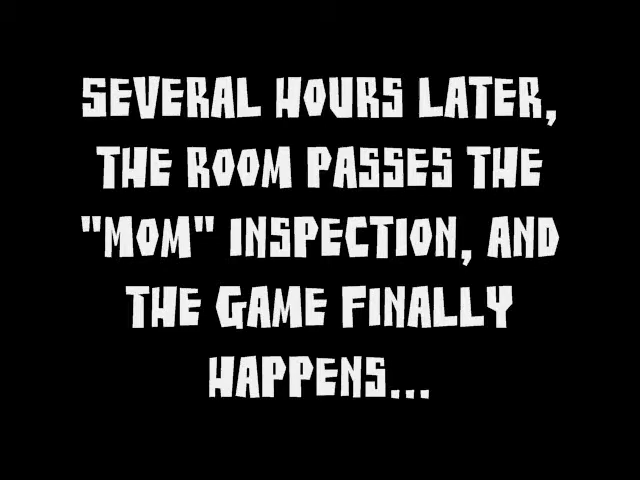 SEVERAL HOURS LATER,
THE ROOM PASSES THE
"MOM" INSPECTION, AND
THE GAME FINALLY
HAPPENS...